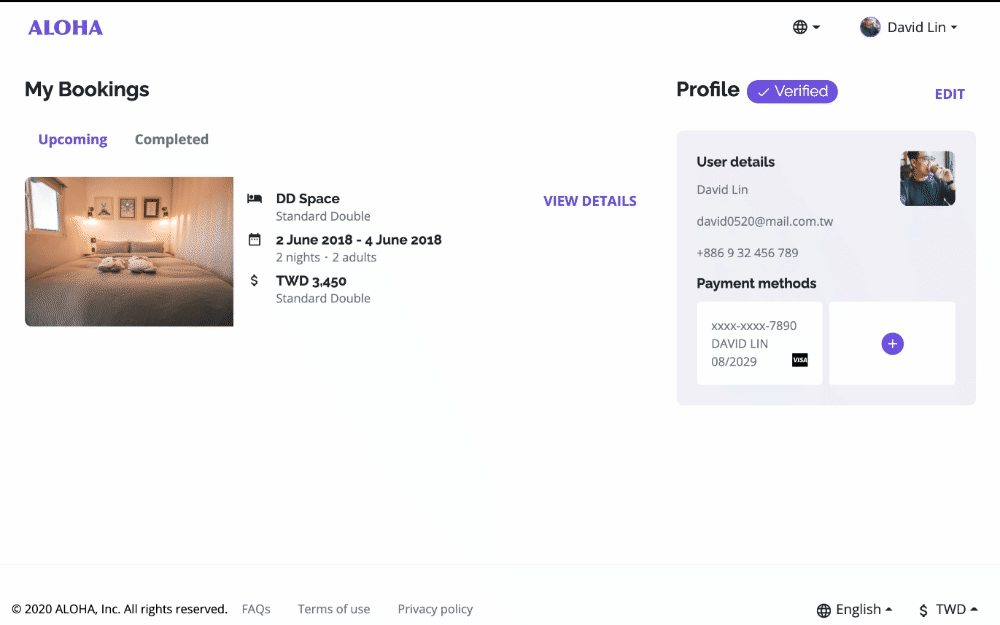 ALOHA
David Lin
My Bookings
Upcoming Completed
DD Space
Standard Double
VIEW DETAILS
2 June 2018 - 4 June 2018
2 nights · 2 adults
$ TWD 3,450
Standard Double
Profile Verified
EDIT
User details
David Lin
david0520@mail.com.tw
+886 9 32 456 789
Payment methods
xxxx-xxxx-7890
DAVID LIN
08/2029
VISA
+
© 2020 ALOHA, Inc. All rights reserved. FAQs Terms of use Privacy policy
English $ TWD